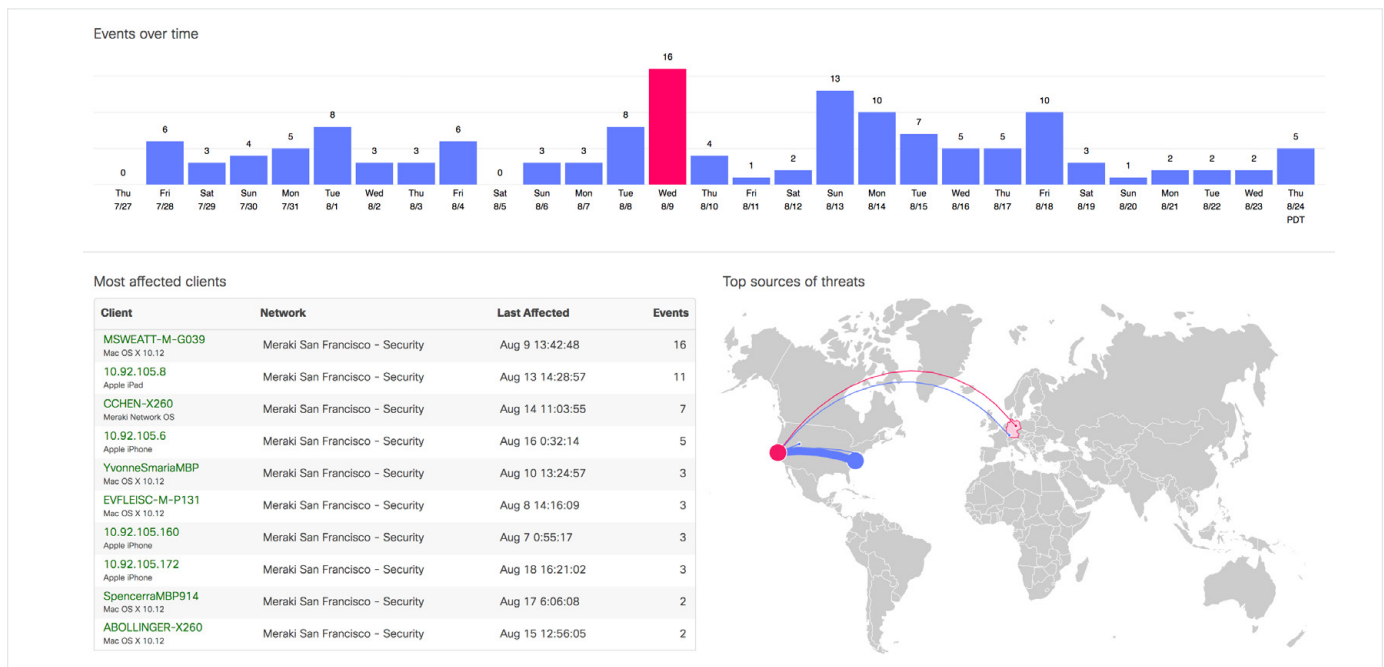 Events over time
0 6 3 4 5 8 3 3 6 0 3 3 8 16 4 1 2 13 10 7 5 5 10 3 1 2 2 2 5
Thu Fri Sat Sun Mon Tue Wed Thu Fri Sat Sun Mon Tue Wed Thu Fri Sat Sun Mon Tue Wed Thu Fri Sat Sun Mon Tue Wed Thu
7/27 7/28 7/29 7/30 7/31 8/1 8/2 8/3 8/4 8/5 8/6 8/7 8/8 8/9 8/10 8/11 8/12 8/13 8/14 8/15 8/16 8/17 8/18 8/19 8/20 8/21 8/22 8/23 8/24
PDT
Most affected clients
Client Network Last Affected Events
MSWEATT-M-G039
Mac OS X 10.12
Meraki San Francisco - Security Aug 9 13:42:48 16
10.92.105.8
Apple iPad
Meraki San Francisco - Security Aug 13 14:28:57 11
CCHEN-X260
Meraki Network OS
Meraki San Francisco - Security Aug 14 11:03:55 7
10.92.105.6
Apple iPhone
Meraki San Francisco - Security Aug 16 0:32:14 5
YvonneSmariaMBP
Mac OS X 10.12
Meraki San Francisco - Security Aug 10 13:24:57 3
EVFLEISC-M-P131
Mac OS X 10.12
Meraki San Francisco - Security Aug 8 14:16:09 3
10.92.105.160
Apple iPhone
Meraki San Francisco - Security Aug 7 0:55:17 3
10.92.105.172
Apple iPhone
Meraki San Francisco - Security Aug 18 16:21:02 3
SpencerraMBP914
Mac OS X 10.12
Meraki San Francisco - Security Aug 17 6:06:08 2
ABOLLINGER-X260
Mac OS X 10.12
Meraki San Francisco - Security Aug 15 12:56:05 2
Top sources of threats